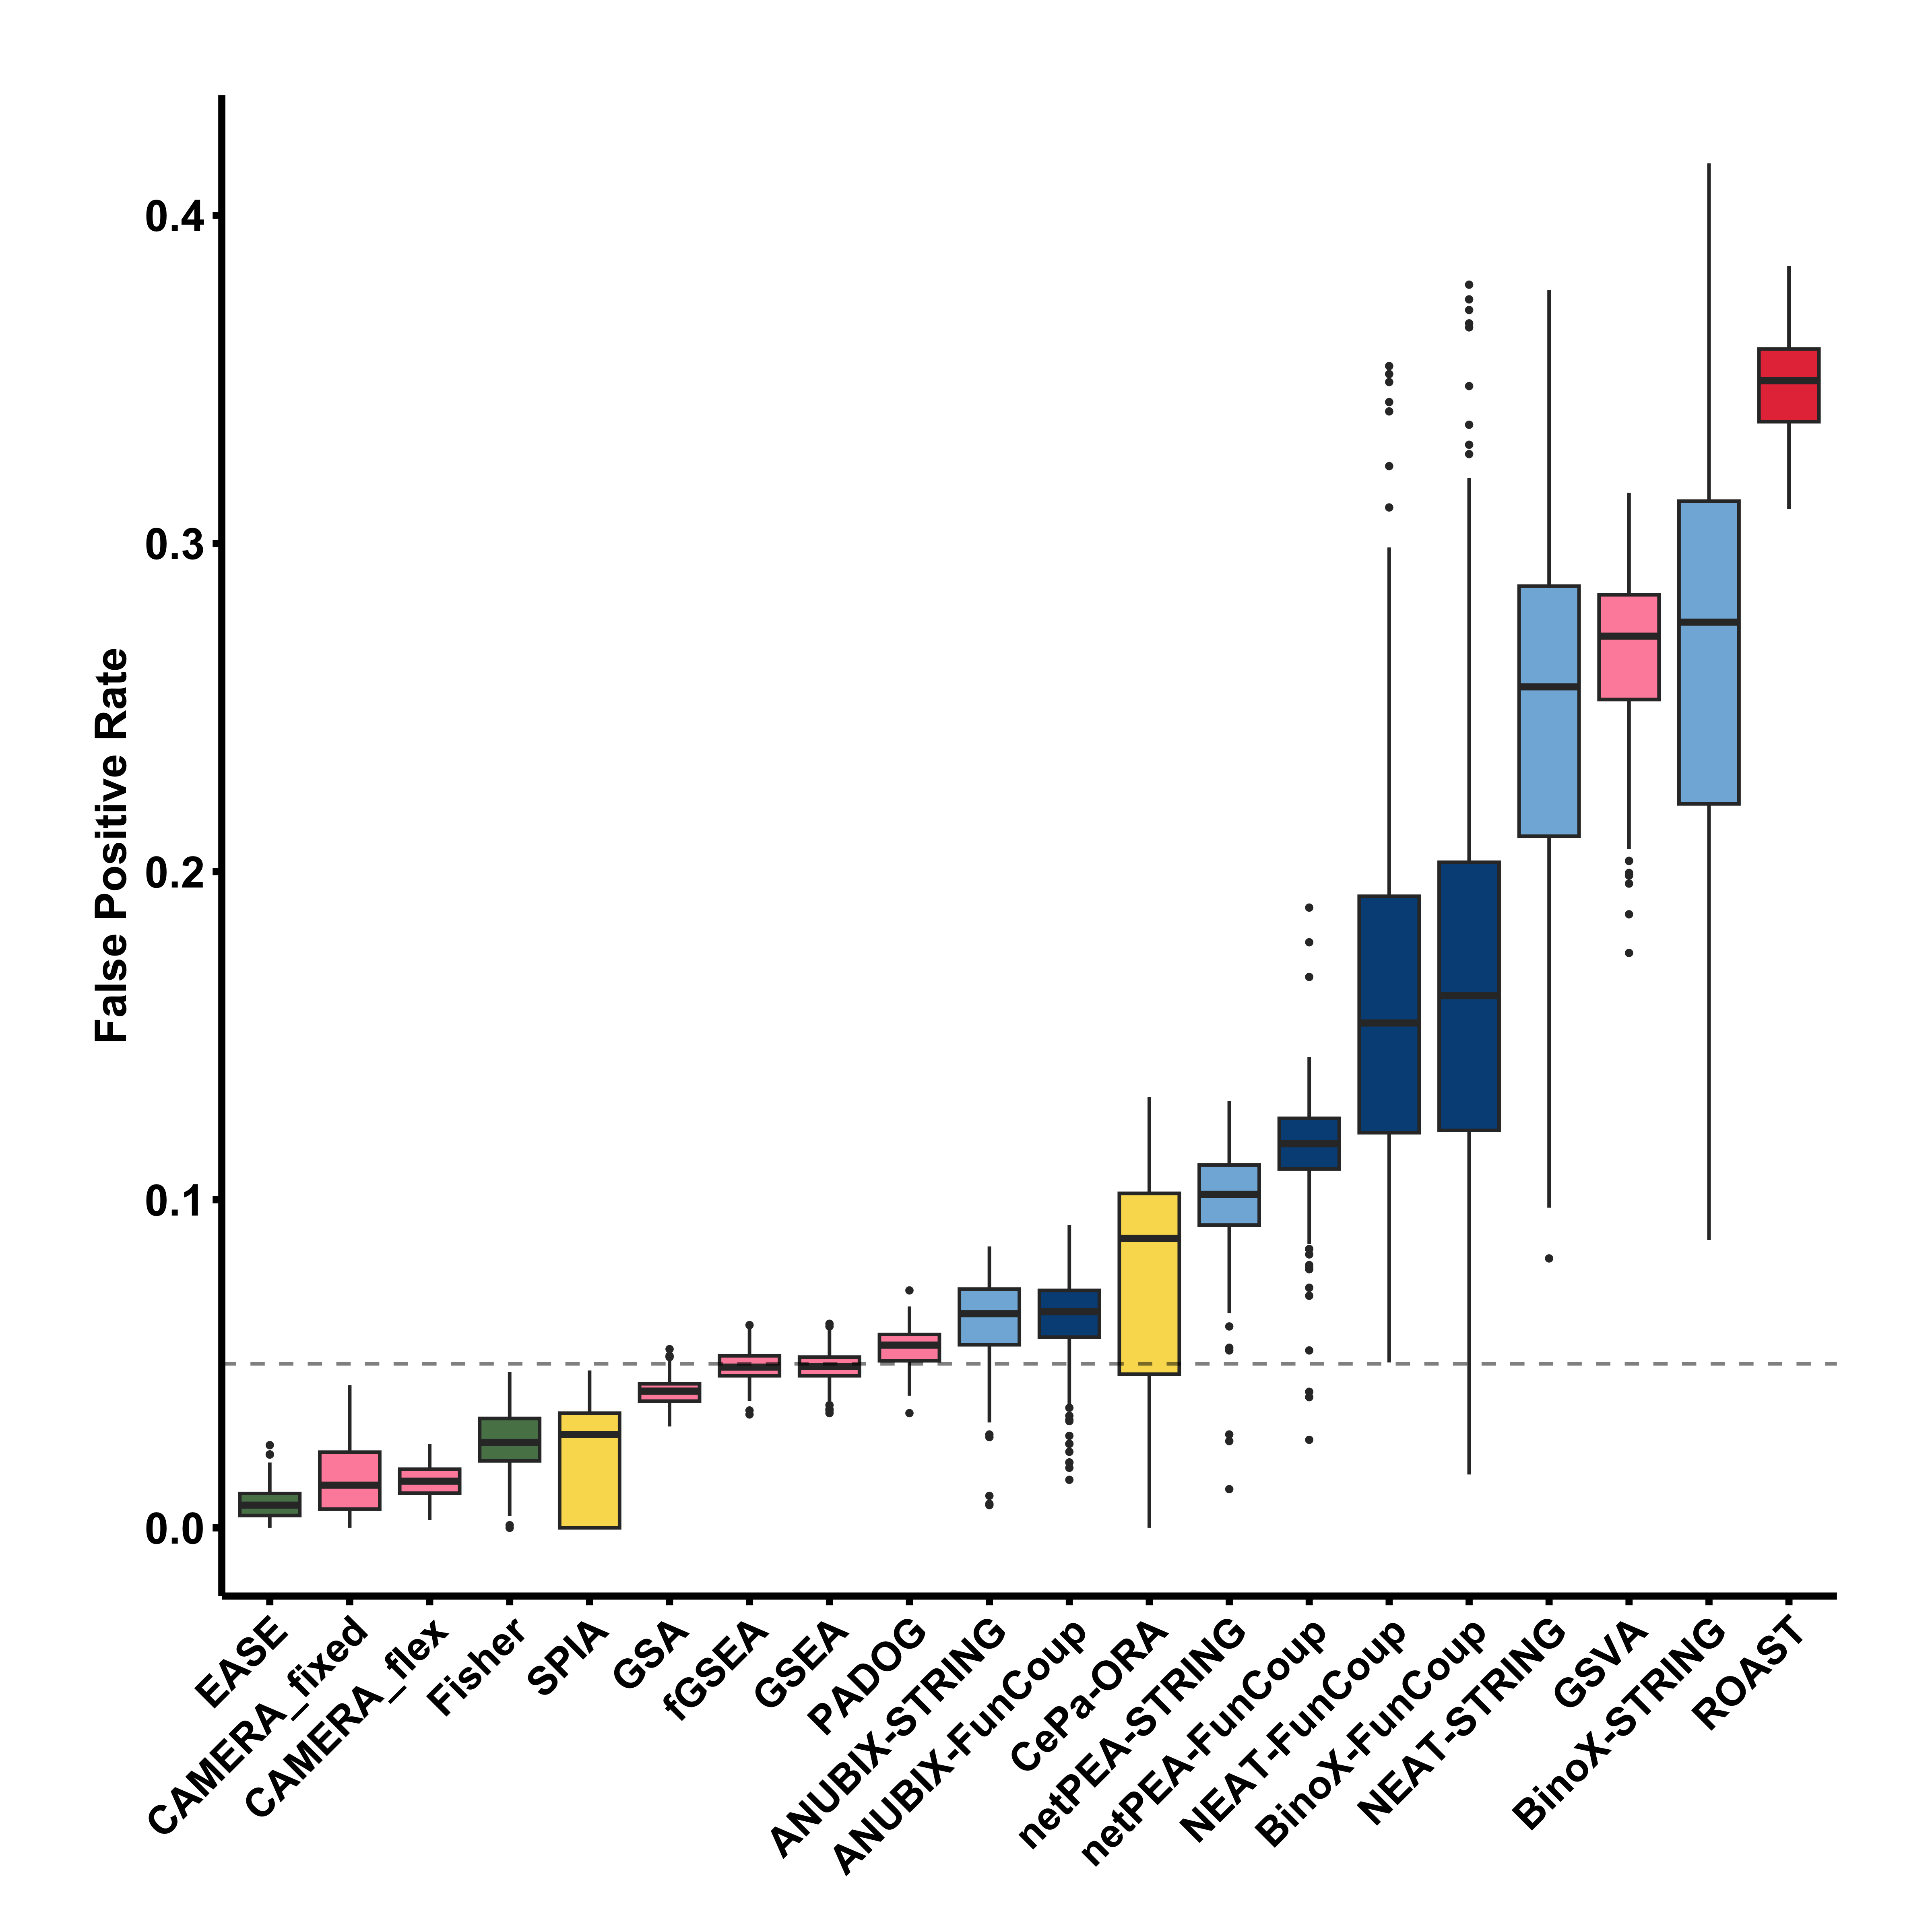 False Positive Rate
0.4
0.3
0.2
0.1
0.0
EASE
CAMERA_fixed
CAMERA_flex
Fisher
SPIA
GSA
fGSEA
GSEA
PADOG
ANUBIX-STRING
ANUBIX-FunCoup
CePa-ORA
netPEA-STRING
netPEA-FunCoup
NEAT-FunCoup
BinoX-FunCoup
NEAT-STRING
GSVA
BinoX-STRING
ROAST